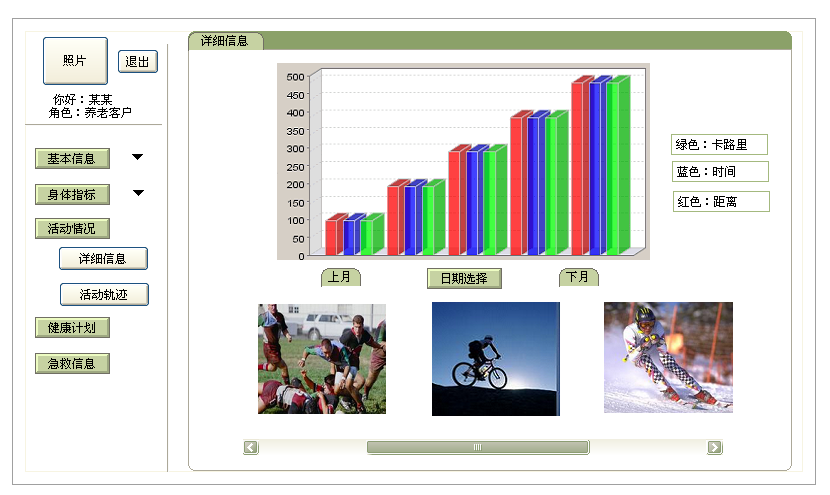 照片
退出
你好：某某
角色：养老客户
基本信息
身体指标
活动情况
详细信息
活动轨迹
健康计划
急救信息
详细信息
500
450
400
350
300
250
200
150
100
50
0
绿色：卡路里
蓝色：时间
红色：距离
上月
日期选择
下月